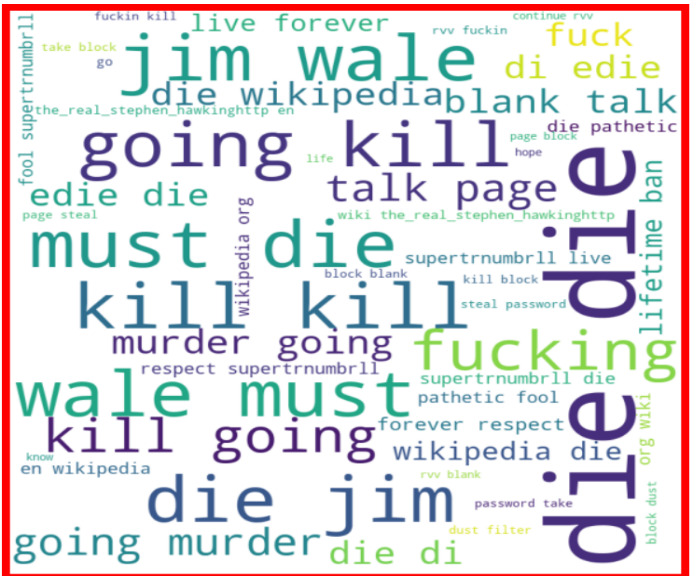 fuckin kill
live forever
continue rvv
rvv fuckin
fuck
take block
go
jim wale
di edie
fool supertrnumbrll
die wikipedia
blank talk
the_real_stephen_hawkinghttp en
die pathetic
going kill
page block
life
hope
edie die
talk page
die die
lifetime ban
page steal
wikipedia org
wiki the_real_stephen_hawkinghttp
must die
supertrnumbrll live
block blank
kill block
kill kill
steal password
murder going
fucking
respect supertrnumbrll
supertrnumbrll die
wale must
pathetic fool
org wiki
kill going
forever respect
wikipedia die
know
en wikipedia
rvv blank
die jim
password take
block dust
dust filter
going murder
die di